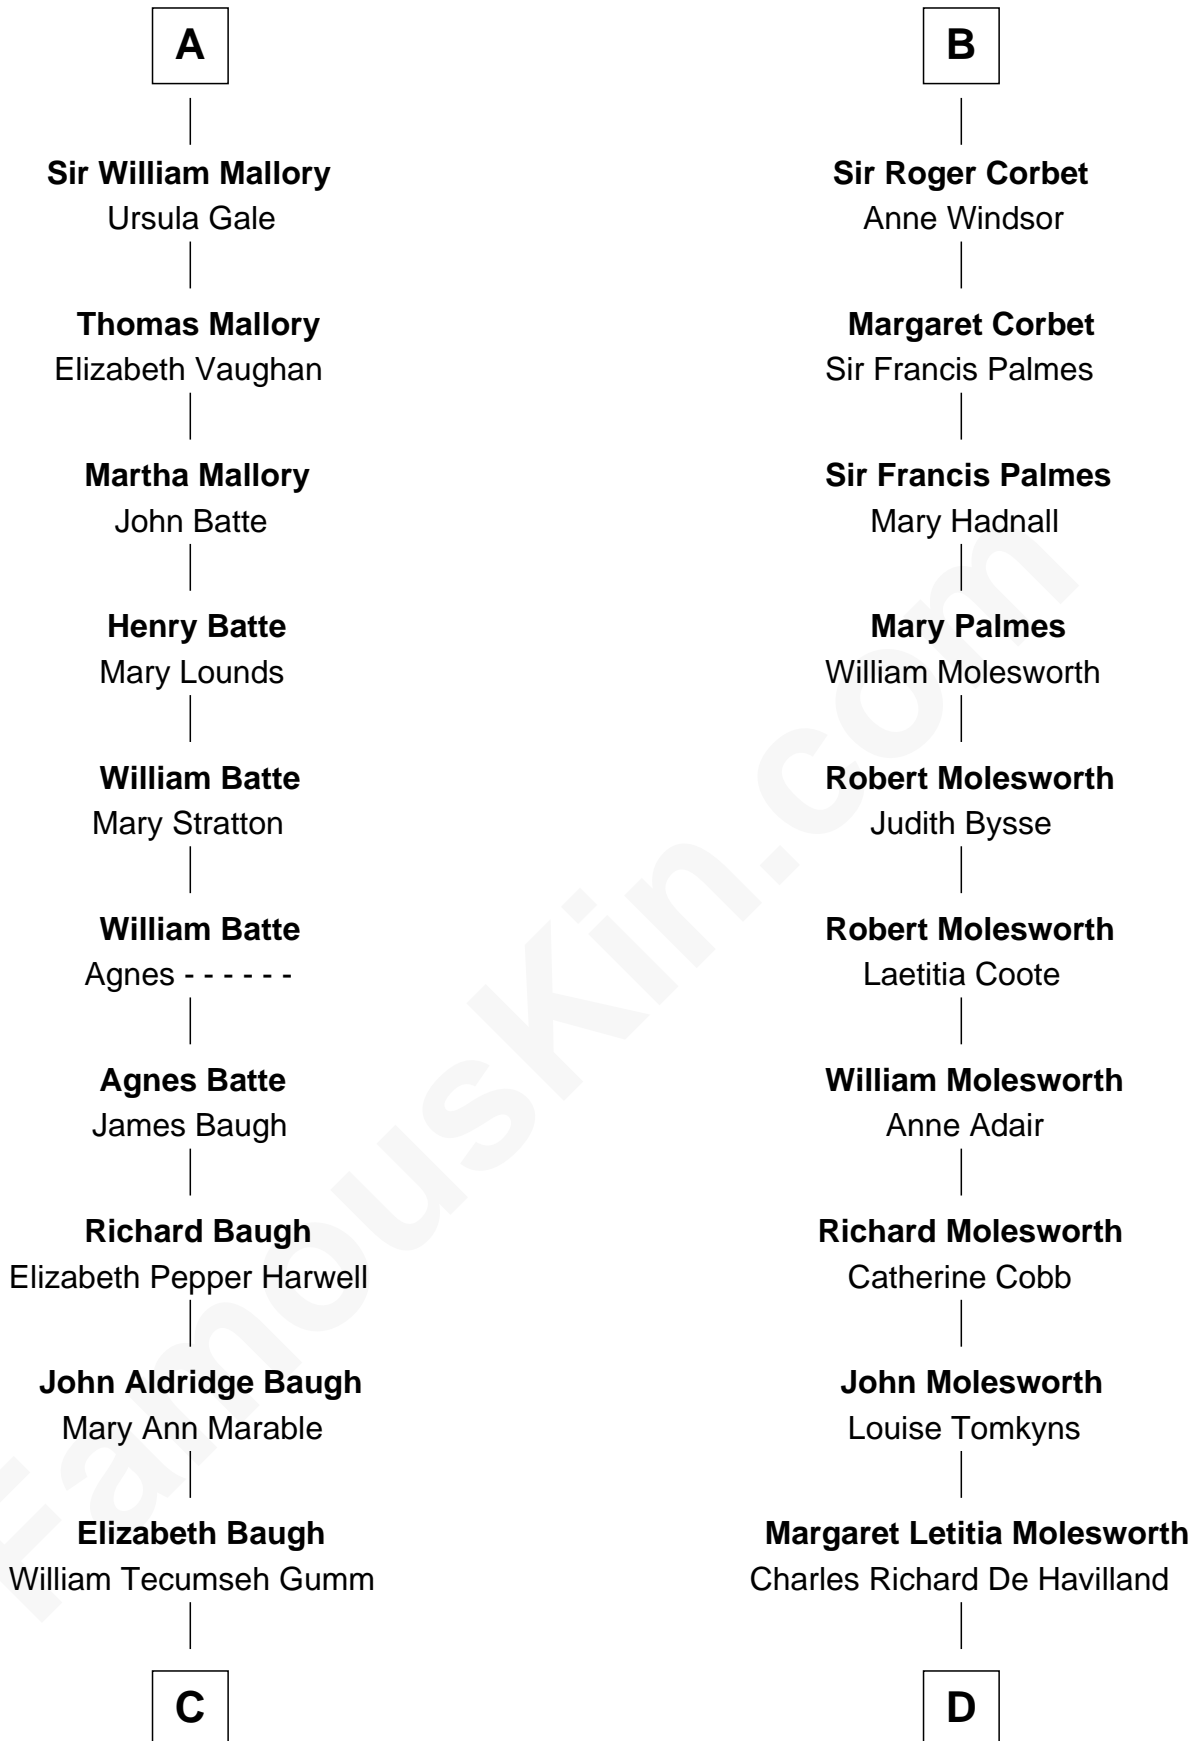 A
Sir William Mallory
Ursula Gale
Thomas Mallory
Elizabeth Vaughan
Martha Mallory
John Batte
Henry Batte
Mary Lounds
William Batte
Mary Stratton
William Batte
Agnes - - - - - -
Agnes Batte
James Baugh
Richard Baugh
Elizabeth Pepper Harwell
John Aldridge Baugh
Mary Ann Marable
Elizabeth Baugh
William Tecumseh Gumm
C
B
Sir Roger Corbet
Anne Windsor
Margaret Corbet
Sir Francis Palmes
Sir Francis Palmes
Mary Hadnall
Mary Palmes
William Molesworth
Robert Molesworth
Judith Bysse
Robert Molesworth
Laetitia Coote
William Molesworth
Anne Adair
Richard Molesworth
Catherine Cobb
John Molesworth
Louise Tomkyns
Margaret Letitia Molesworth
Charles Richard De Havilland
D
FamousKin.com